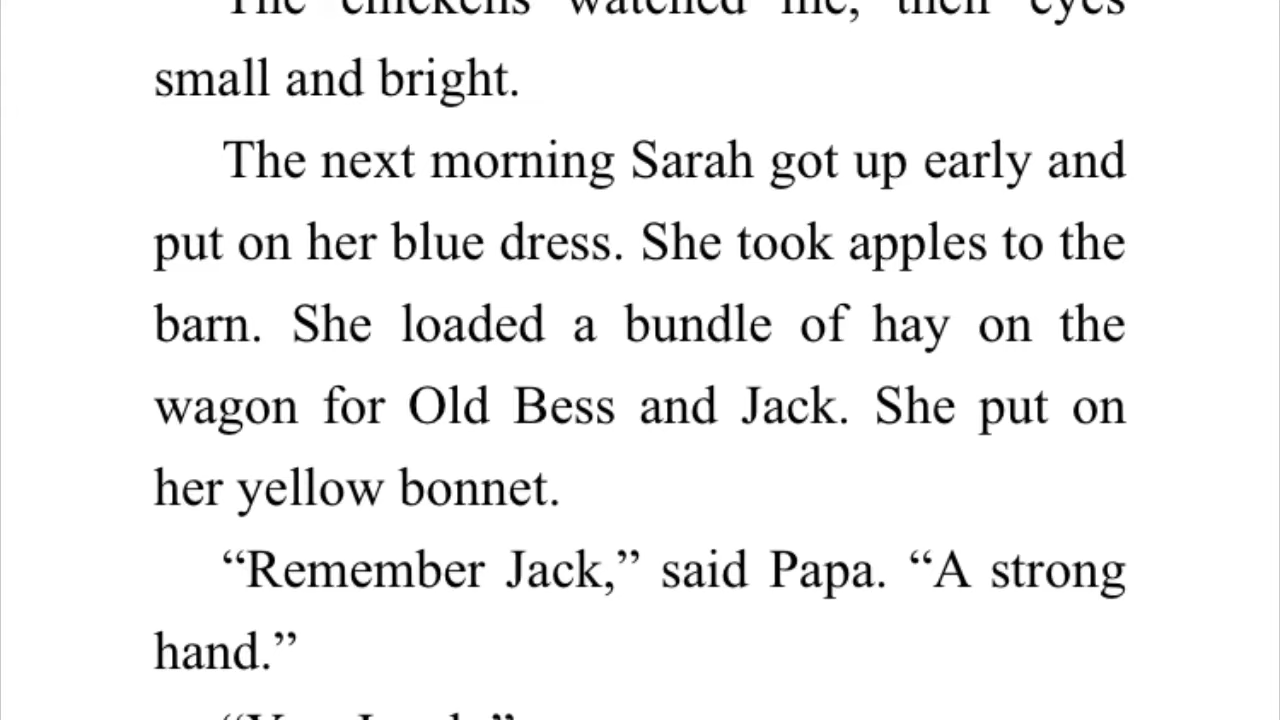 The chickens watched me, their eyes
small and bright.
The next morning Sarah got up early and
put on her blue dress. She took apples to the
barn. She loaded a bundle of hay on the
wagon for Old Bess and Jack. She put on
her yellow bonnet.
“Remember Jack,” said Papa. “A strong
hand.”